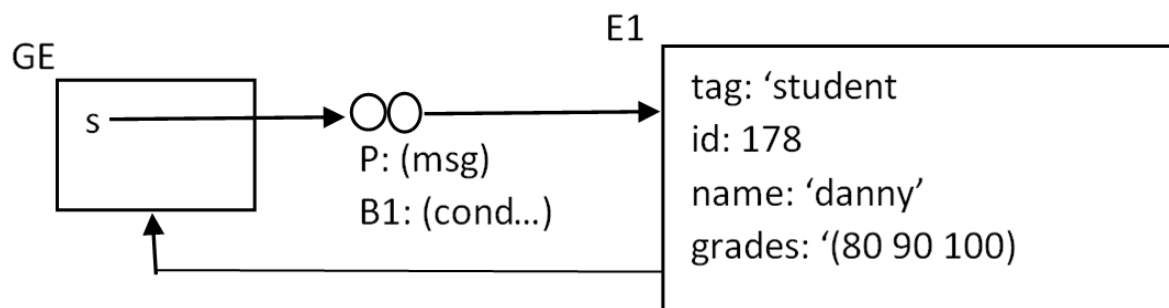 E1
GE
s
P: (msg)
B1: (cond...)
tag: ‘student
id: 178
name: ‘danny’
grades: ‘(80 90 100)